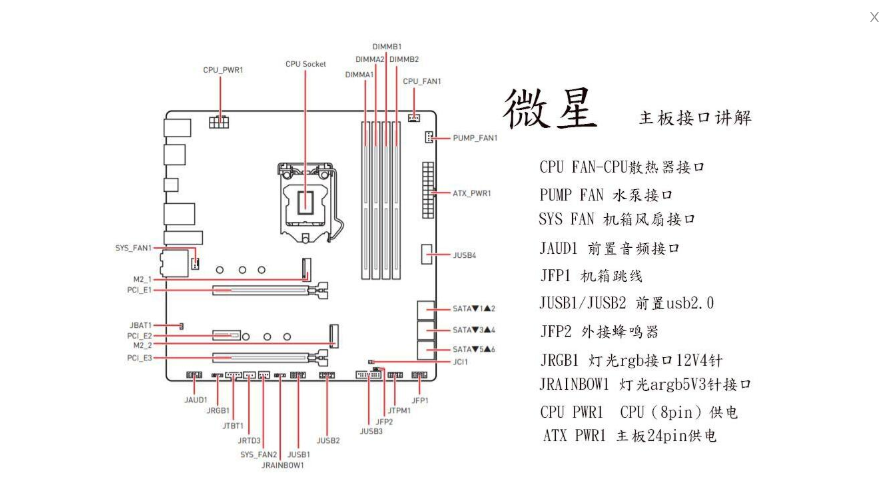 X
DIMMB1
DIMMA2
DIMMB2
DIMMA1
CPU Socket
CPU_PWR1
CPU_FAN1
PUMP_FAN1
ATX_PWR1
SYS_FAN1
JUSB4
M2_1
PCI_E1
SATA▼1▲2
JBAT1
SATA▼3▲4
PCI_E2
M2_2
SATA▼5▲6
PCI_E3
JCI1
JAUD1
JRGB1
JTBT1
JRTD3
SYS_FAN2
JRAINBOW1
JUSB1
JUSB2
JUSB3
JFP2
JTPM1
JFP1
微星 主板接口讲解
CPU FAN-CPU散热器接口
PUMP FAN 水泵接口
SYS FAN 机箱风扇接口
JAUD1 前置音频接口
JFP1 机箱跳线
JUSB1/JUSB2 前置usb2.0
JFP2 外接蜂鸣器
JRGB1 灯光rgb接口12V4针
JRAINBOW1 灯光argb5V3针接口
CPU PWR1 CPU（8pin）供电
ATX PWR1 主板24pin供电